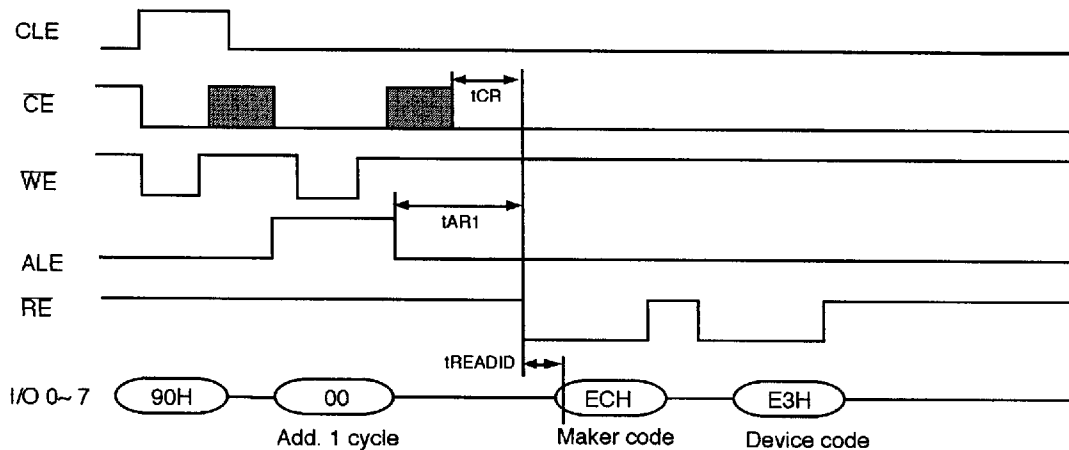 CLE
CE
tCR
WE
tAR1
ALE
RE
tREADID
I/O 0~7 90H 00 ECH E3H
Add. 1 cycle Maker code Device code